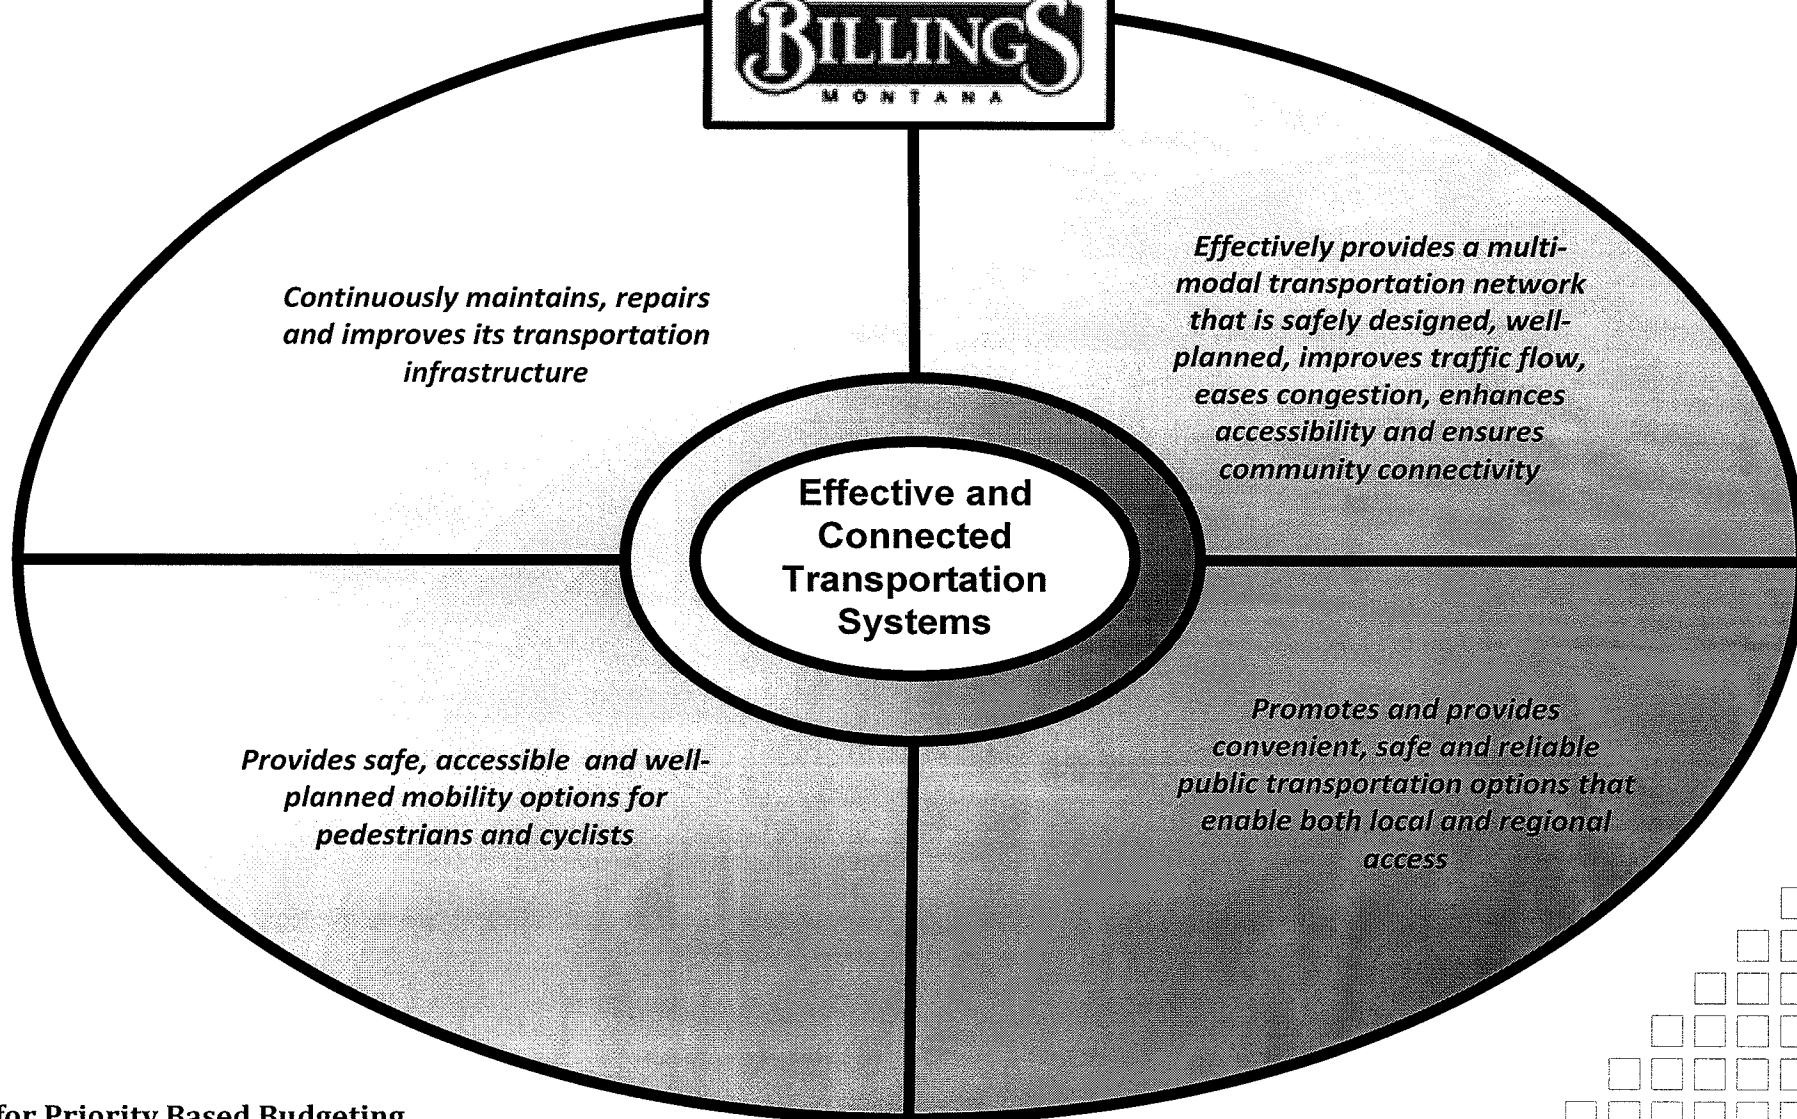 BILLINGS
MONTANA
Continuously maintains, repairs
and improves its transportation
infrastructure
Effectively provides a multi-
modal transportation network
that is safely designed, well-
planned, improves traffic flow,
eases congestion, enhances
accessibility and ensures
community connectivity
Effective and
Connected
Transportation
Systems
Provides safe, accessible  and well-
planned mobility options for
pedestrians and cyclists
Promotes and provides
convenient, safe and reliable
public transportation options that
enable both local and regional
access
for Priority Based Budgeting